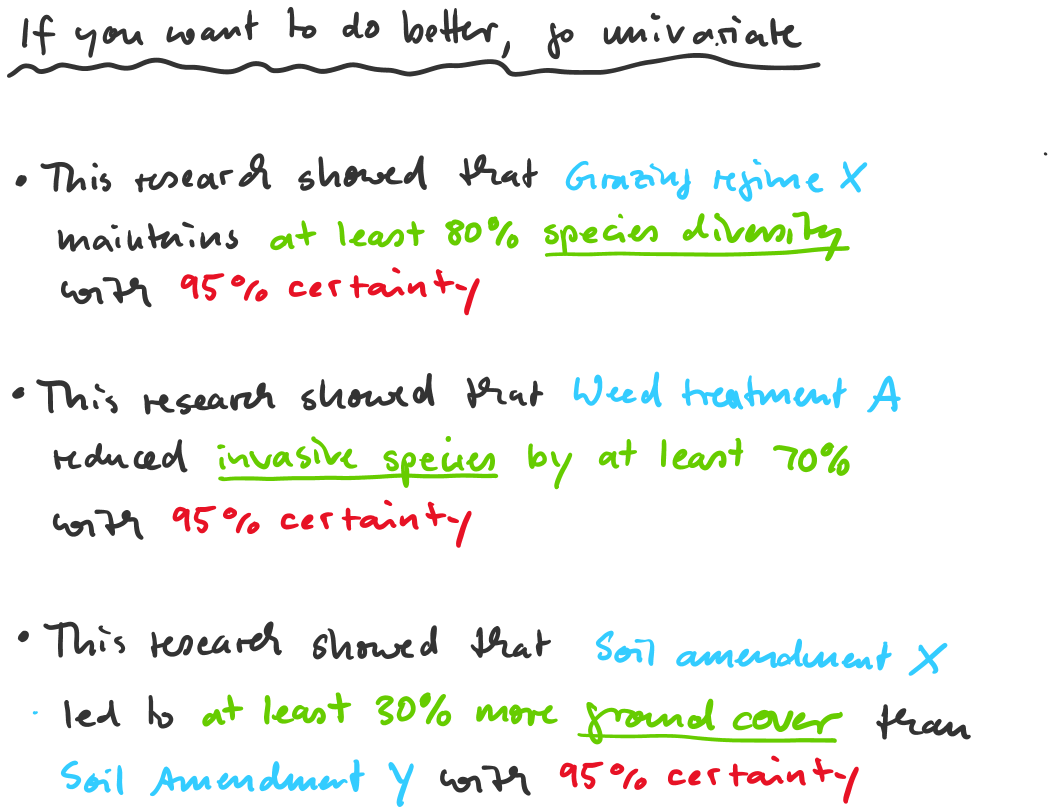 If you want to do better, go univariate
• This research showed that Grazing regime X
maintains at least 80% species diversity
with 95% certainty
• This research showed that Weed treatment A
reduced invasive species by at least 70%
with 95% certainty
• This research showed that Soil amendment X
led to at least 30% more ground cover than
Soil Amendment Y with 95% certainty